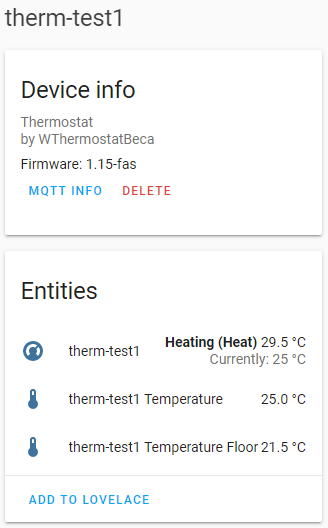 therm-test1
Device info
Thermostat
by WThermostatBeca
Firmware: 1.15-fas
MQTT INFO DELETE
Entities
therm-test1 Heating (Heat) 29.5 °C
Currently: 25 °C
therm-test1 Temperature 25.0 °C
therm-test1 Temperature Floor 21.5 °C
ADD TO LOVELACE